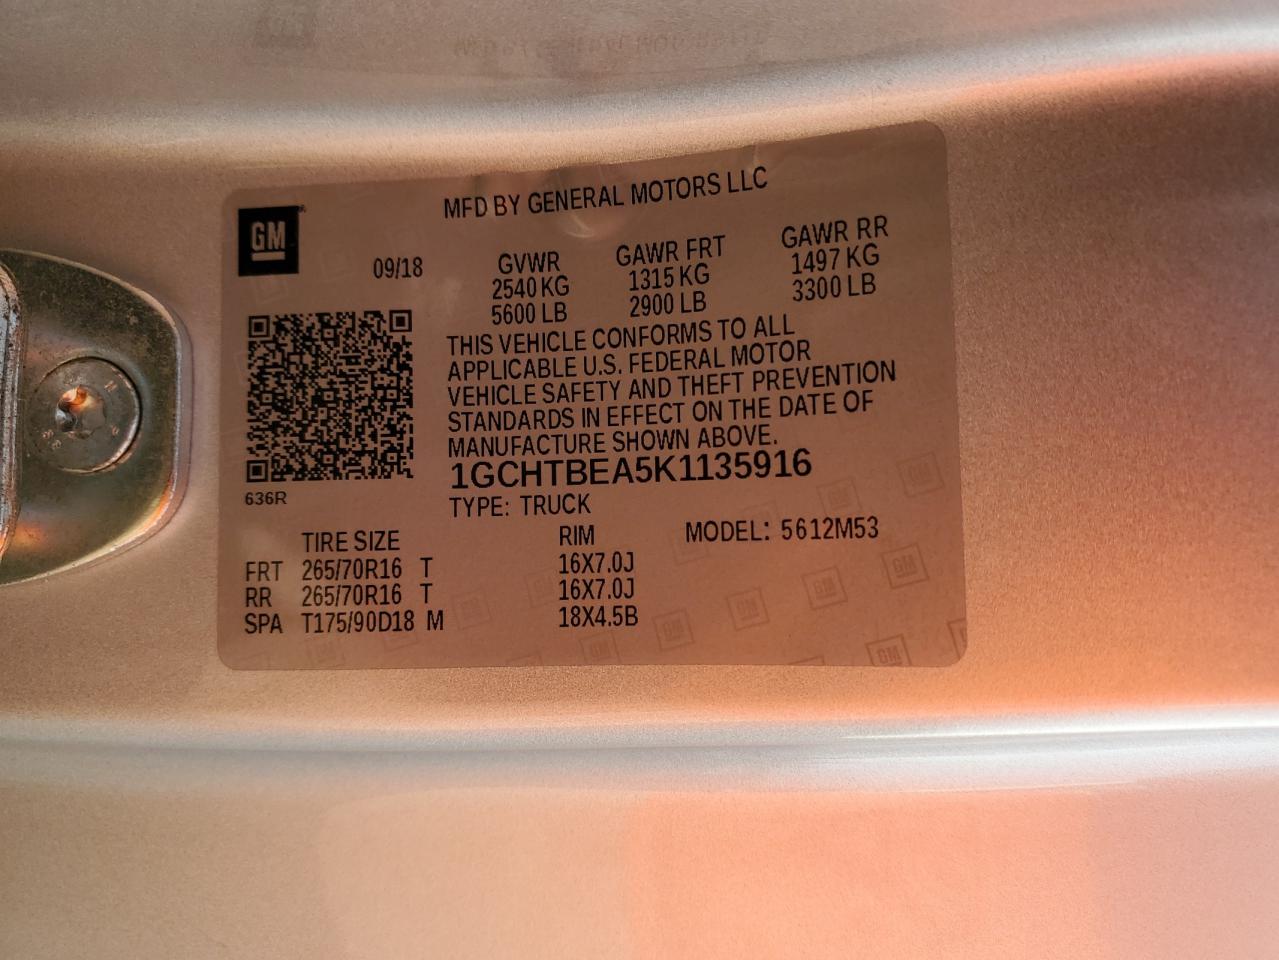 MFD BY GENERAL MOTORS LLC
GM
09/18
GVWR GAWR FRT GAWR RR
2540 KG 1315 KG 1497 KG
5600 LB 2900 LB 3300 LB
THIS VEHICLE CONFORMS TO ALL
APPLICABLE U.S. FEDERAL MOTOR
VEHICLE SAFETY AND THEFT PREVENTION
STANDARDS IN EFFECT ON THE DATE OF
MANUFACTURE SHOWN ABOVE.
1GCHTBEA5K1135916
636R
TYPE: TRUCK
TIRE SIZE RIM MODEL: 5612M53
FRT 265/70R16 T 16X7.0J
RR 265/70R16 T 16X7.0J
SPA T175/90D18 M 18X4.5B